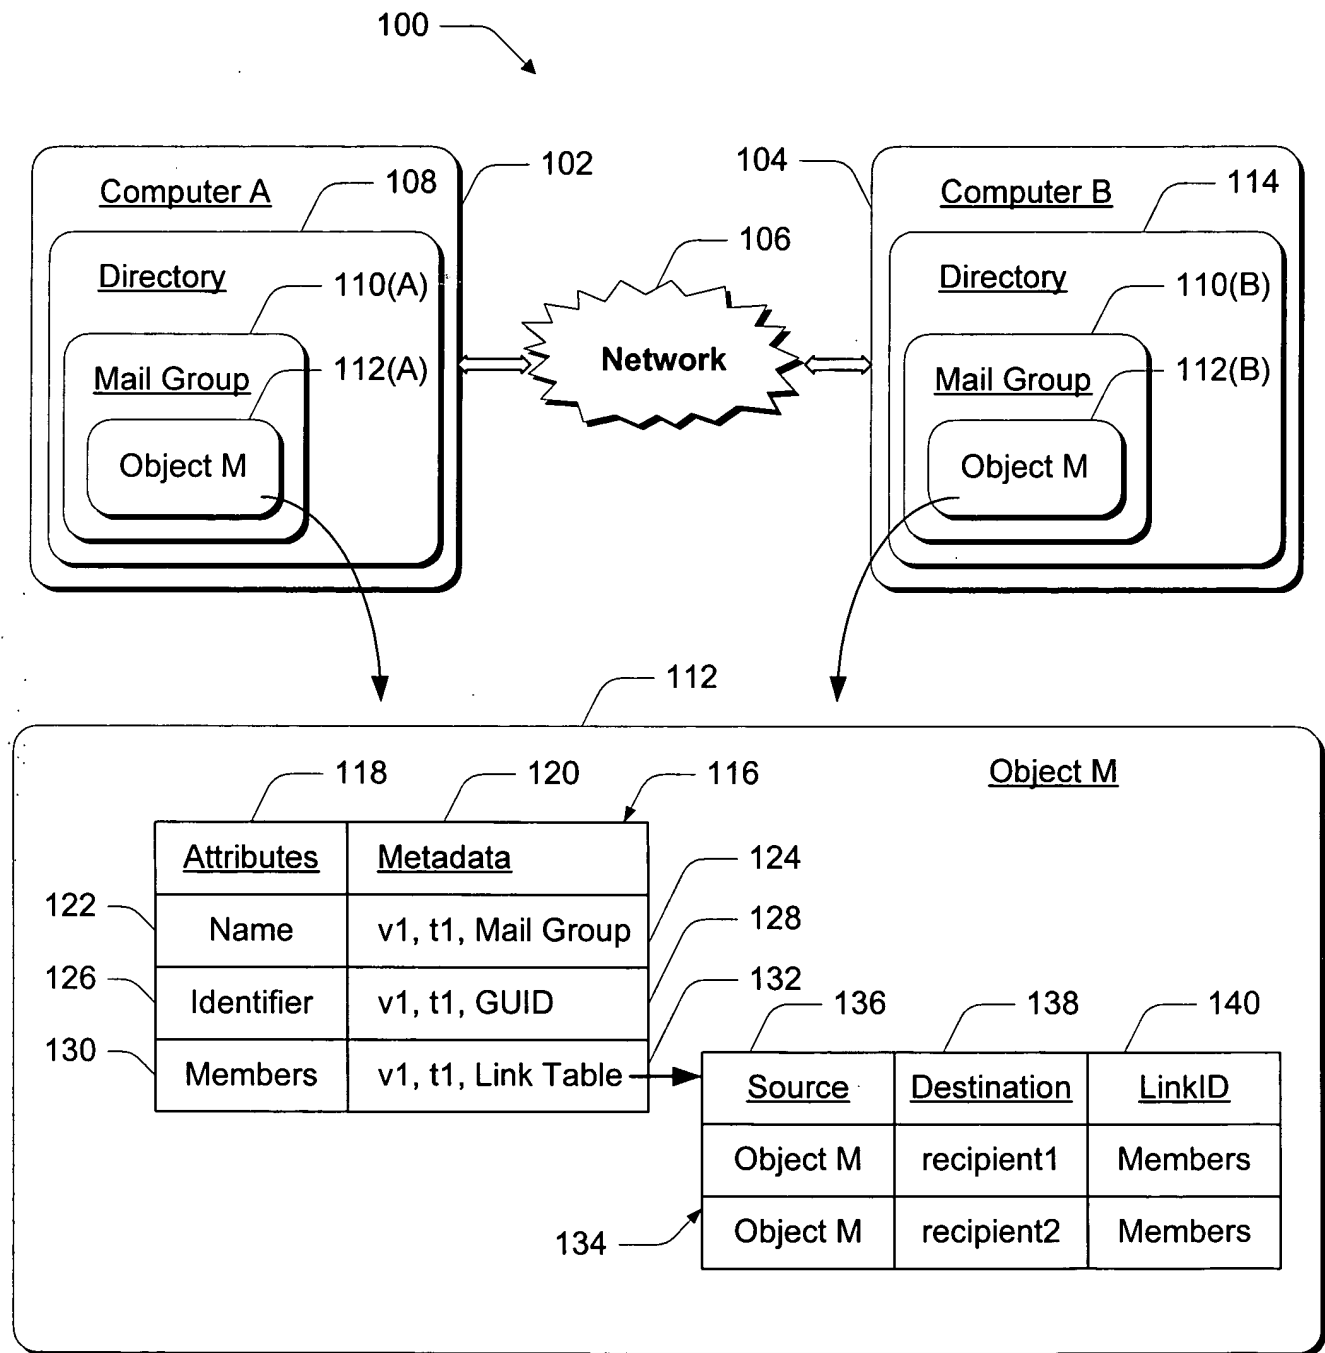 100
Computer A
102
108
Directory
110(A)
Mail Group
112(A)
Object M
106
Network
104
Computer B
114
Directory
110(B)
Mail Group
112(B)
Object M
112
Object M
118
120
116
Attributes Metadata
124
122
Name v1, t1, Mail Group
128
126
Identifier v1, t1, GUID
132
130
Members v1, t1, Link Table
136
138
140
Source Destination LinkID
Object M recipient1 Members
Object M recipient2 Members
134